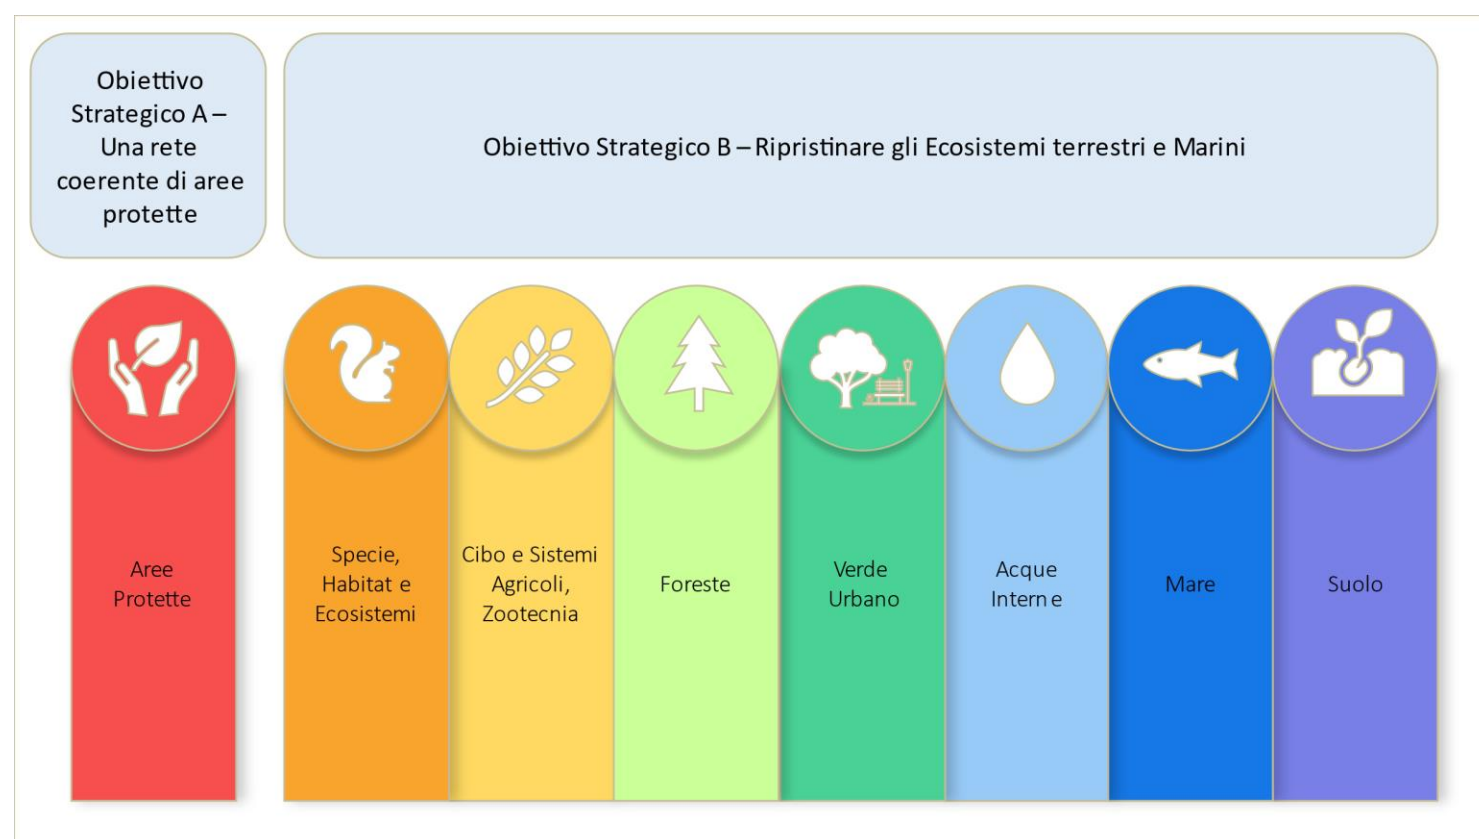 Obiettivo
Strategico A –
Una rete
coerente di aree
protette
Obiettivo Strategico B – Ripristinare gli Ecosistemi terrestri e Marini
Aree
Protette
Specie,
Habitat e
Ecosistemi
Cibo e Sistemi
Agricoli,
Zootecnia
Foreste
Verde
Urbano
Acque
Interne
Mare
Suolo